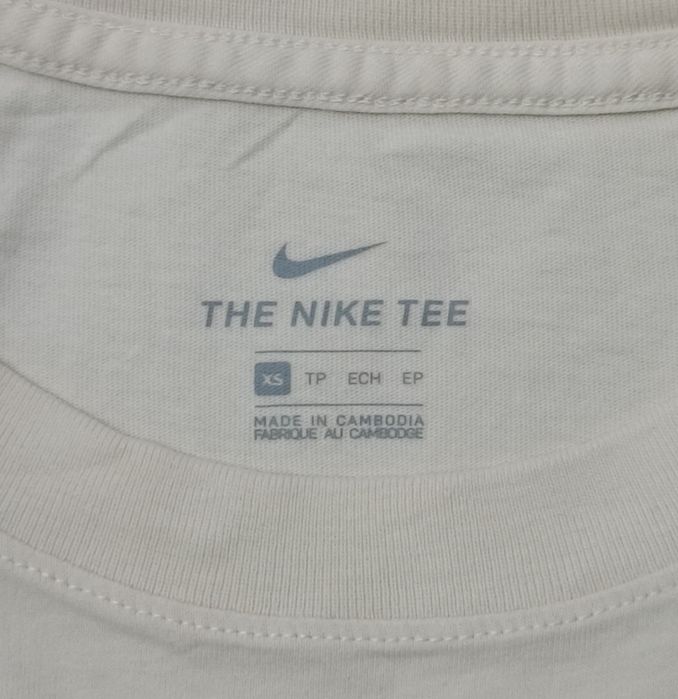 THE NIKE TEE
XS TP ECH EP
MADE IN CAMBODIA
FABRIQUE AU CAMBODGE